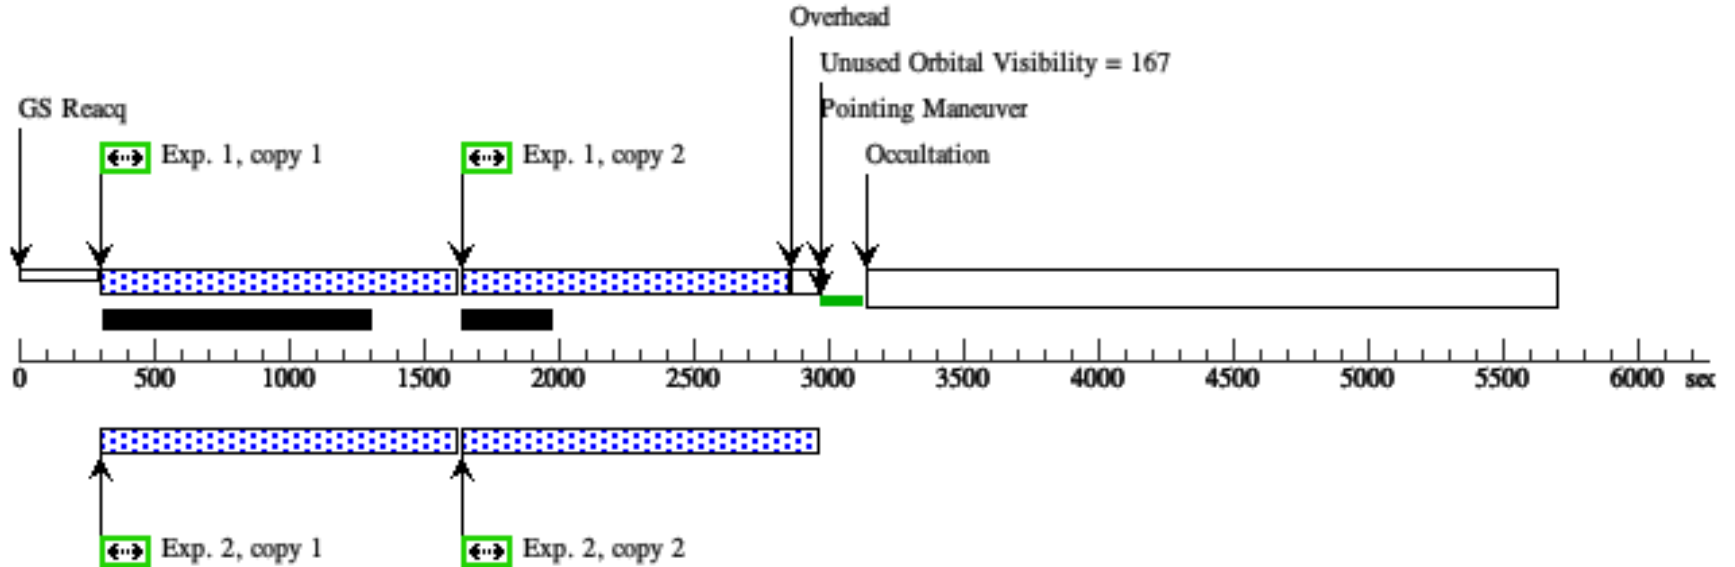 Overhead
Unused Orbital Visibility = 167
GS Reacq
Pointing Maneuver
Exp. 1, copy 1
Exp. 1, copy 2
Occultation
0 500 1000 1500 2000 2500 3000 3500 4000 4500 5000 5500 6000 sec
Exp. 2, copy 1
Exp. 2, copy 2